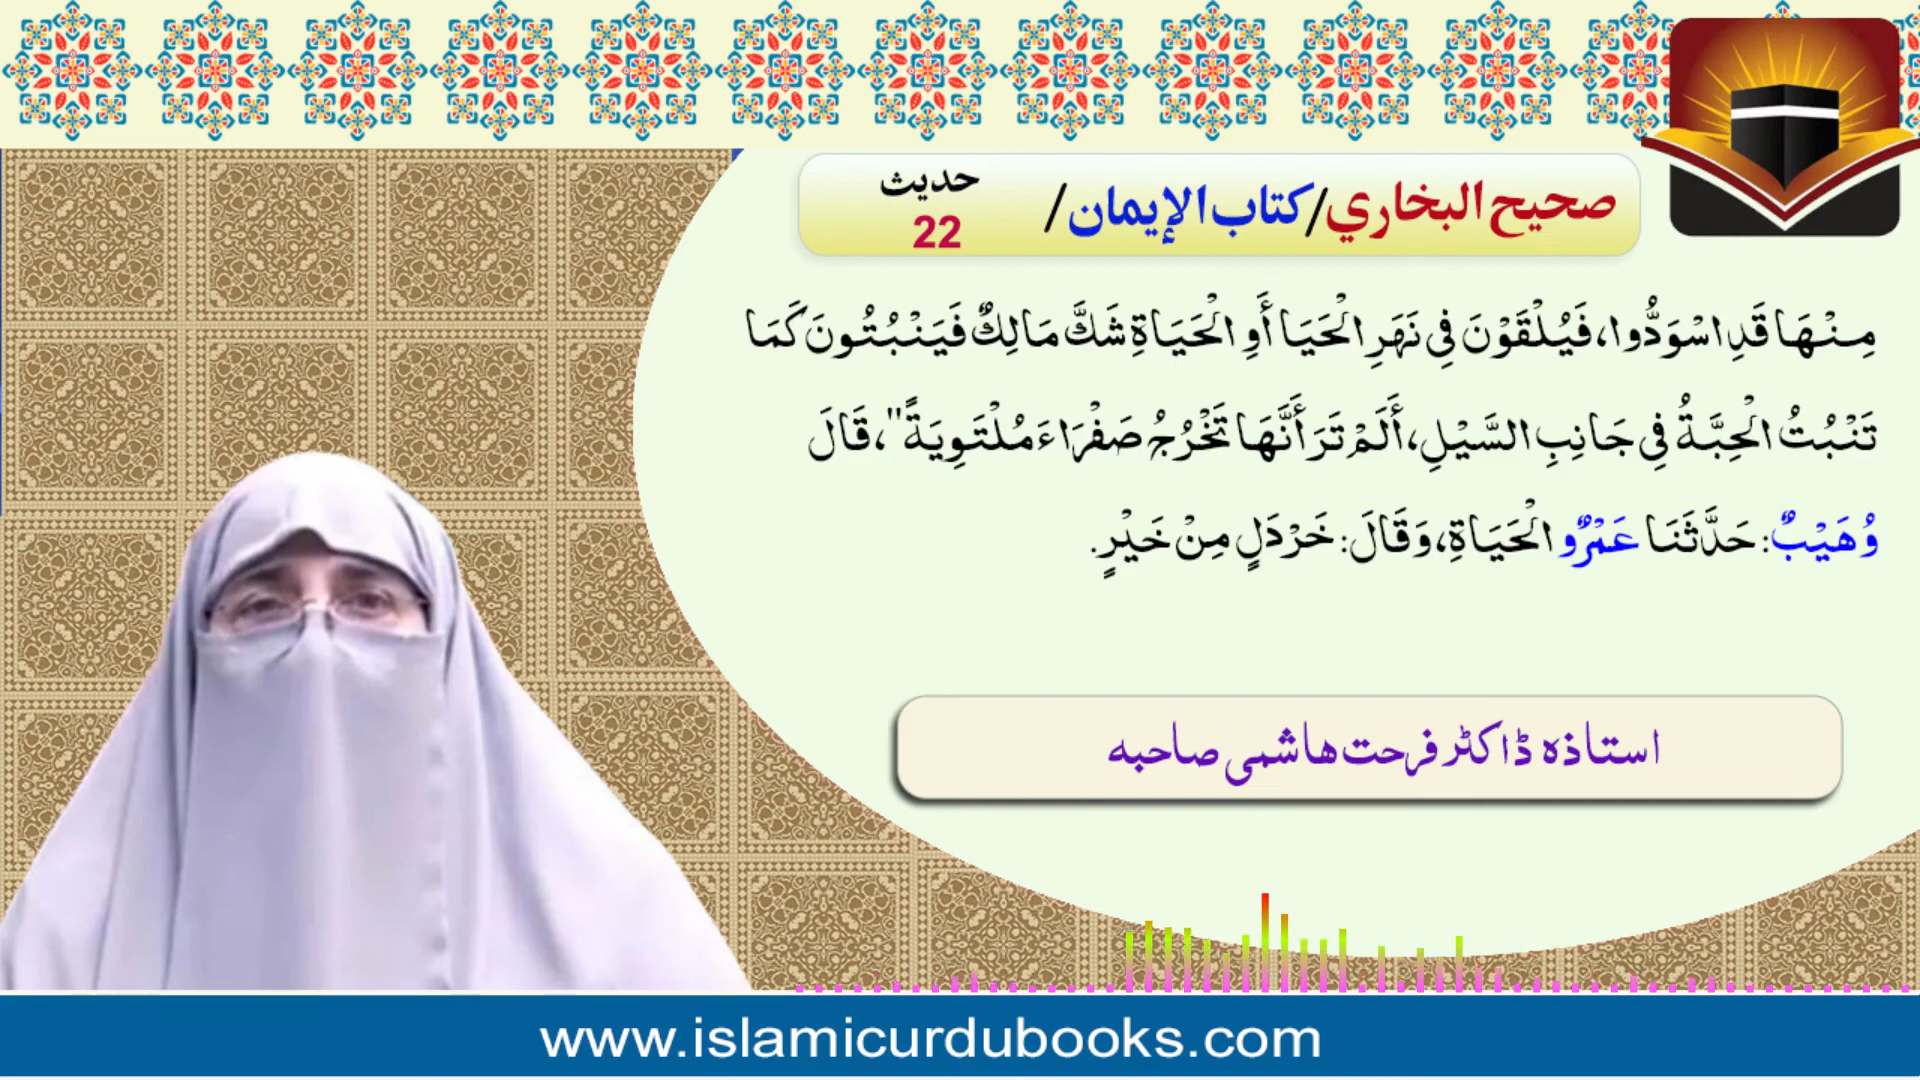 صحيح البخاري/كتاب الإيمان/
حديث
22
مِنْهَا قَدِ اسْوَدُّوا، فَيُلْقَوْنَ فِي نَهَرِ الْحَيَا أَوِ الْحَيَاةِ شَكَّ مَالِكٌ فَيَنْبُتُونَ كَمَا
تَنْبُتُ الْحِبَّةُ فِي جَانِبِ السَّيْلِ، أَلَمْ تَرَ أَنَّهَا تَخْرُجُ صَفْرَاءَ مُلْتَوِيَةً"، قَالَ
وُهَيْبٌ: حَدَّثَنَا عَمْرٌو الْحَيَاةِ، وَقَالَ: خَرْدَلٍ مِنْ خَيْرٍ.
استاذہ ڈاکٹر فرحت ہاشمی صاحبہ
www.islamicurdubooks.com